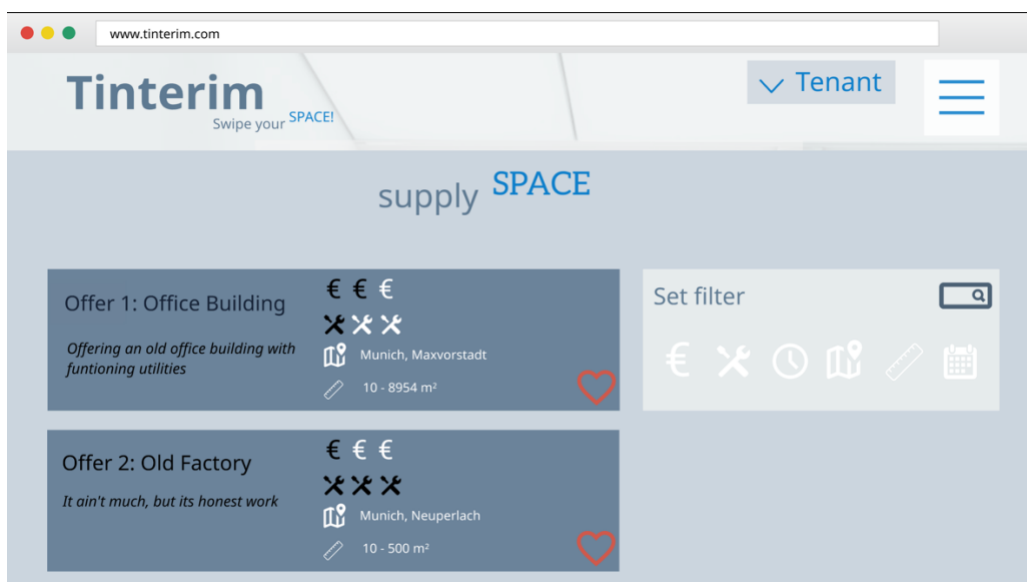 www.tinterim.com
Tinterim
Swipe your SPACE!
Tenant
supply SPACE
Offer 1: Office Building
€ € €
Offering an old office building with
funtioning utilities
Munich, Maxvorstadt
10 - 8954 m²
Set filter
€
Offer 2: Old Factory
€ € €
It ain't much, but its honest work
Munich, Neuperlach
10 - 500 m²